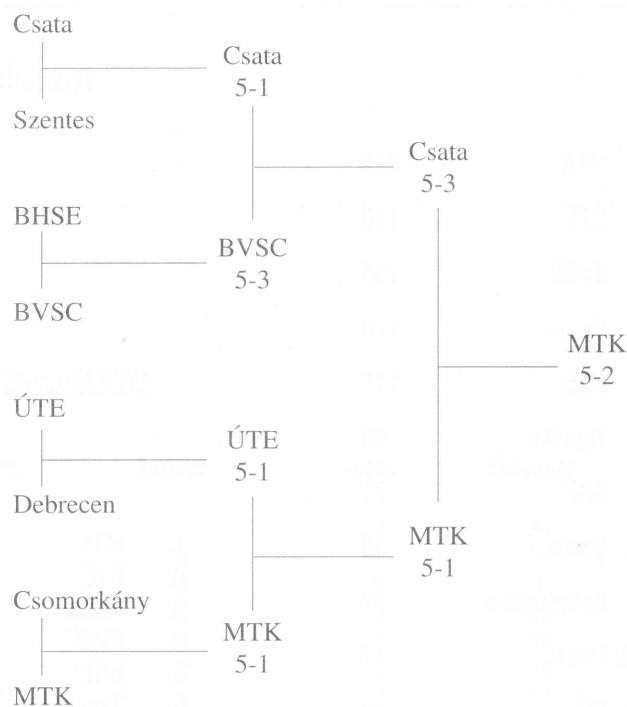 Csata
Csata
5-1
Szentes
Csata
5-3
BHSE
BVSC
5-3
BVSC
MTK
5-2
ÚTE
ÚTE
5-1
Debrecen
MTK
5-1
Csomorkány
MTK
5-1
MTK